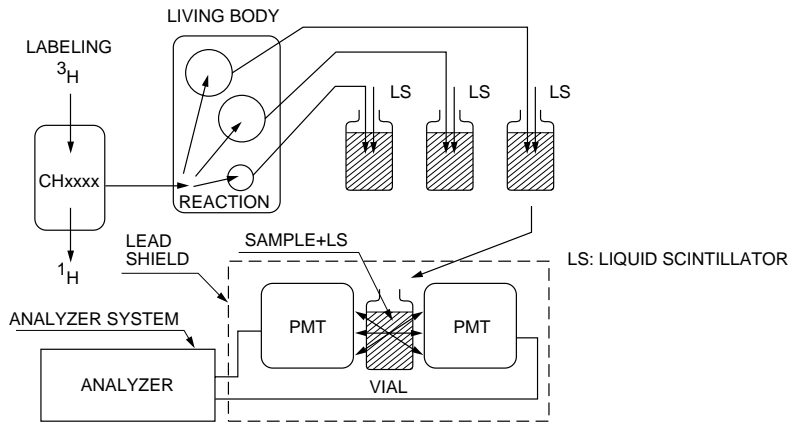 LIVING BODY
LABELING
³H
CHxxxx
¹H
REACTION
LS
LS
LS
LEAD
SHIELD
SAMPLE+LS
LS: LIQUID SCINTILLATOR
ANALYZER SYSTEM
PMT
PMT
ANALYZER
VIAL